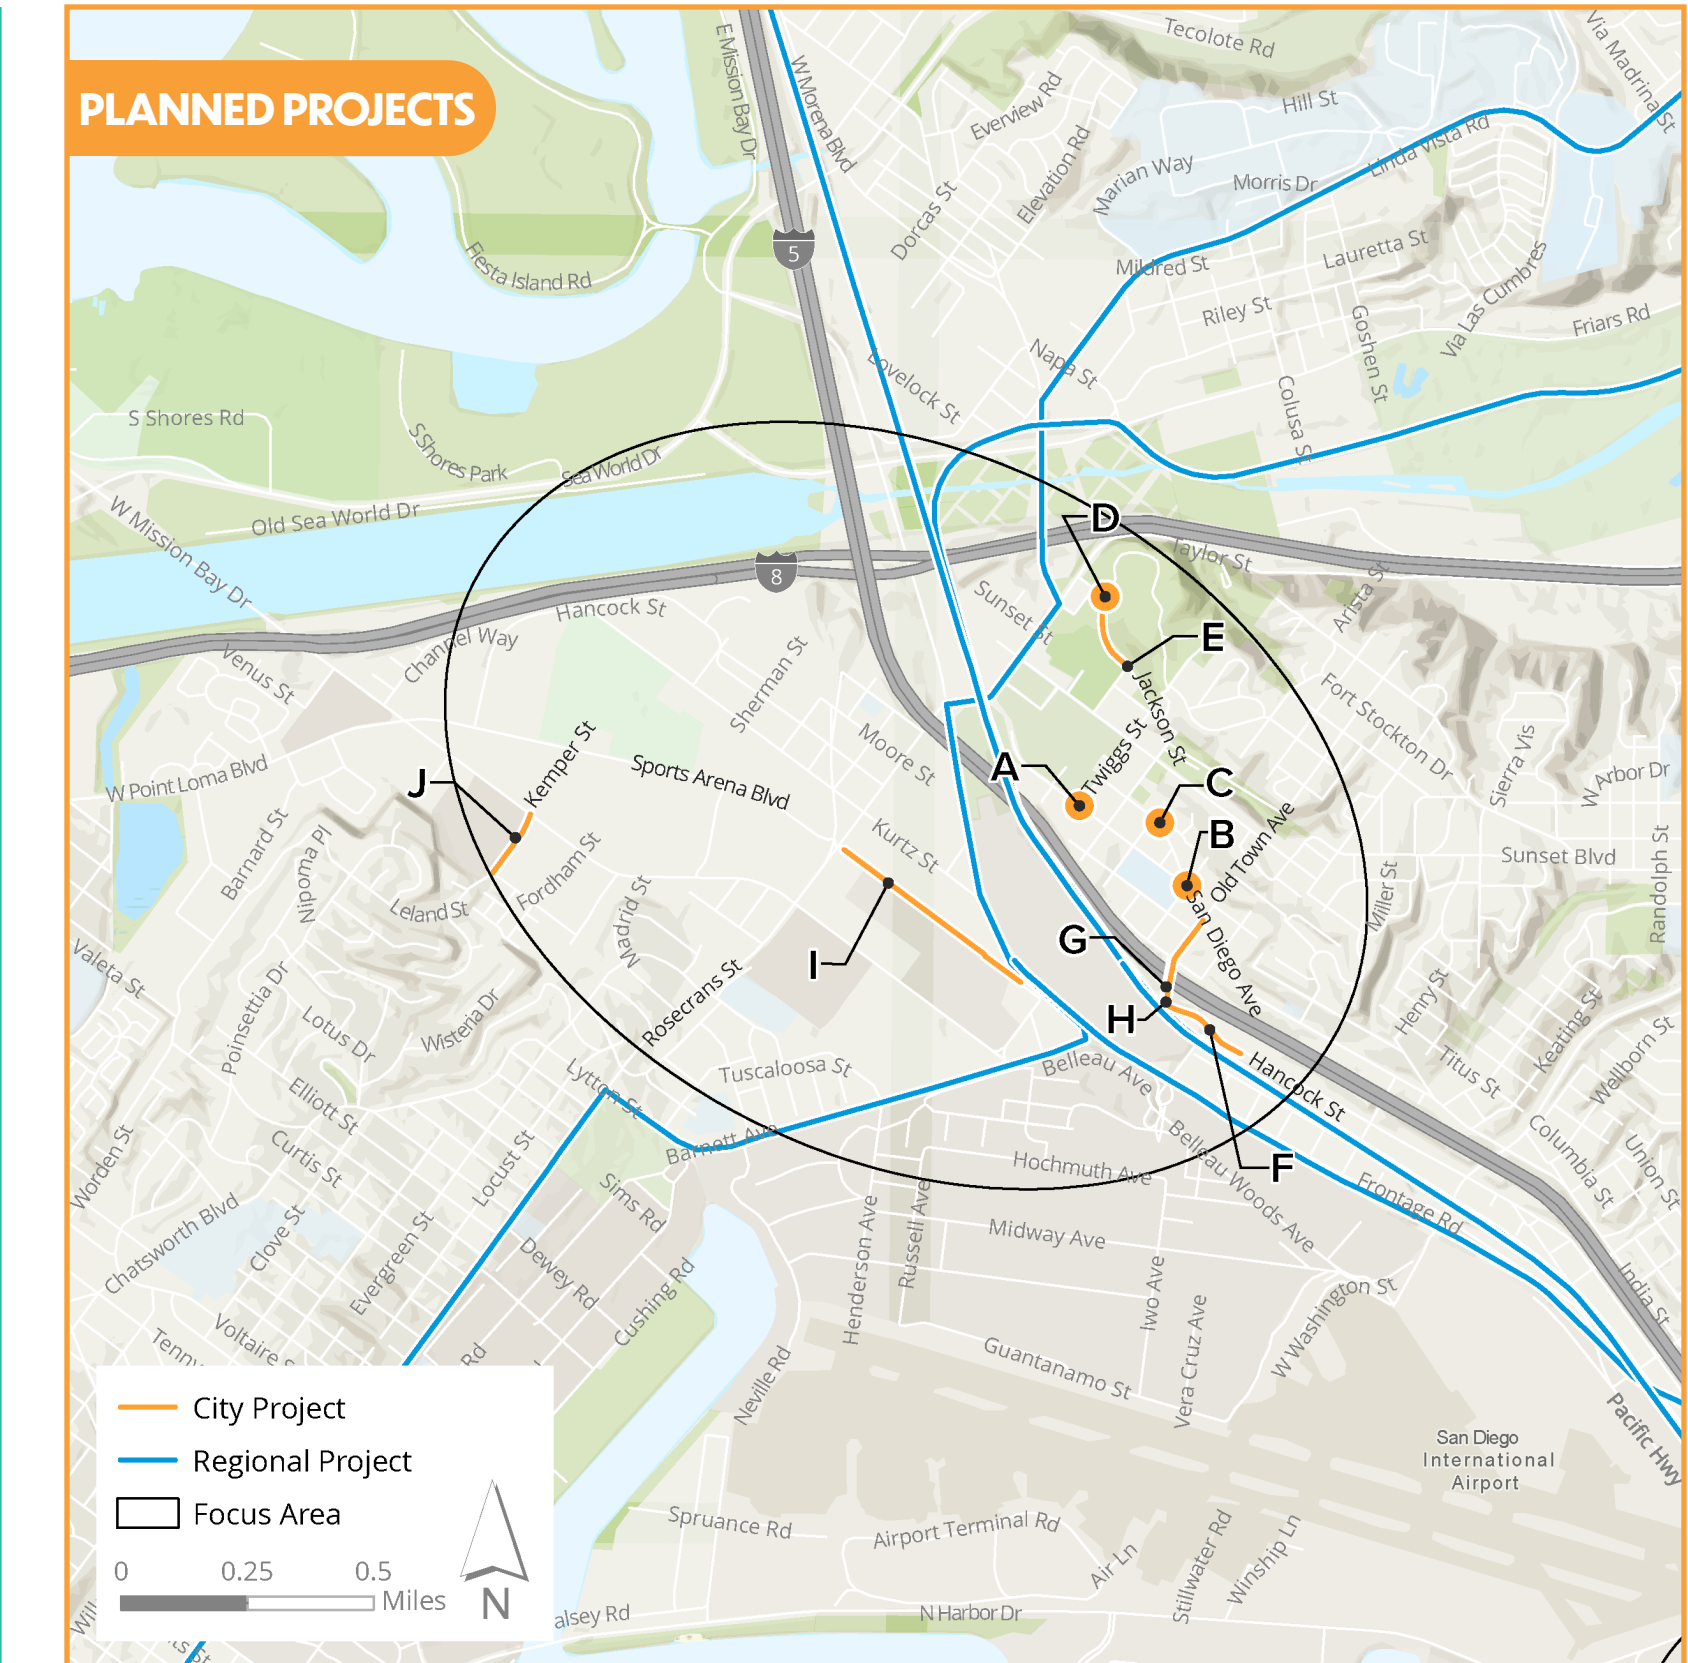 PLANNED PROJECTS
Tecolote Rd
Via Madrina St
E Mission Bay Dr
W Morena Blvd
Everview Rd
Hill St
Elevation Rd
Linda Vista Rd
Marian Way
Morris Dr
Dorcas St
5
Lauretta St
Fiesta Island Rd
Mildred St
Via Las Cumbres
Riley St
Goshen St
Friars Rd
Napa St
Lovelock St
Colusa St
S Shores Rd
S Shores Park
Sea World Dr
Old Sea World Dr
W Mission Bay Dr
D
Taylor St
8
Arista St
Hancock St
Sunset St
Channel Way
E
Venus St
Sherman St
Jackson St
Fort Stockton Dr
Twiggs St
Moore St
Sierra Vis
Kemper St
A
C
W Point Loma Blvd
J
Sports Arena Blvd
W Arbor Dr
B
Old Town Ave
Barnard St
Nipoma Pl
Kurtz St
Sunset Blvd
Randolph St
Fordham St
Miller St
Leland St
Madrid St
San Diego Ave
G
I
Valeta St
Rosecrans St
Henry St
Poinsettia Dr
H
Lotus Dr
Wisteria Dr
Keating St
Wellborn St
Titus St
Tuscaloosa St
Belleau Ave
Hancock St
Lytton St
Elliott St
Columbia St
Curtis St
Barnett Ave
Belleau Woods Ave
Union St
Worden St
Locust St
Hochmuth Ave
F
Sims Rd
Frontage Rd
Chatsworth Blvd
Clove St
Evergreen St
Henderson Ave
Russell Ave
Midway Ave
Dewey Rd
Cushing Rd
Iwo Ave
W Washington St
India St
Voltaire S
Tenny
Rd
Guantanamo St
Vera Cruz Ave
Neville Rd
Pacific Hwy
City Project
Regional Project
Focus Area
0 0.25 0.5
Miles
N
San Diego
International
Airport
Spruance Rd
Airport Terminal Rd
Air Ln
Stillwater Rd
Winship Ln
alsey Rd
N Harbor Dr
Will
ts St